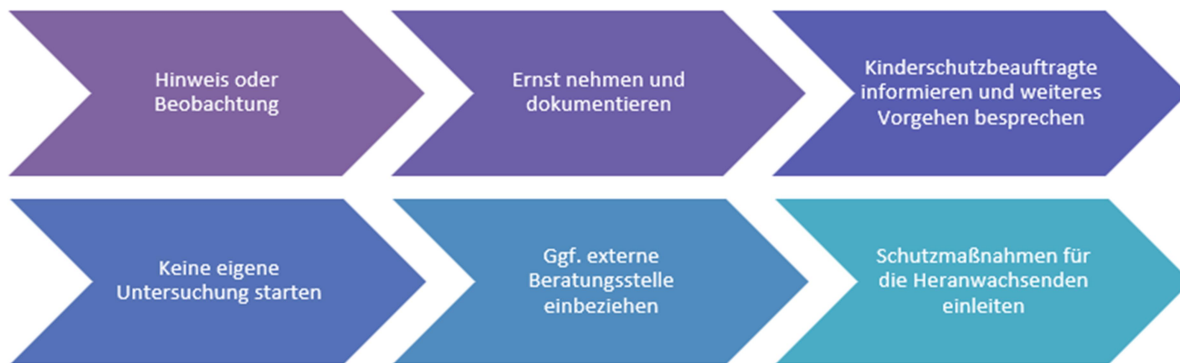 Hinweis oder
Beobachtung
Ernst nehmen und
dokumentieren
Kinderschutzbeauftragte
informieren und weiteres
Vorgehen besprechen
Keine eigene
Untersuchung starten
Ggf. externe
Beratungsstelle
einbeziehen
Schutzmaßnahmen für
die Heranwachsenden
einleiten